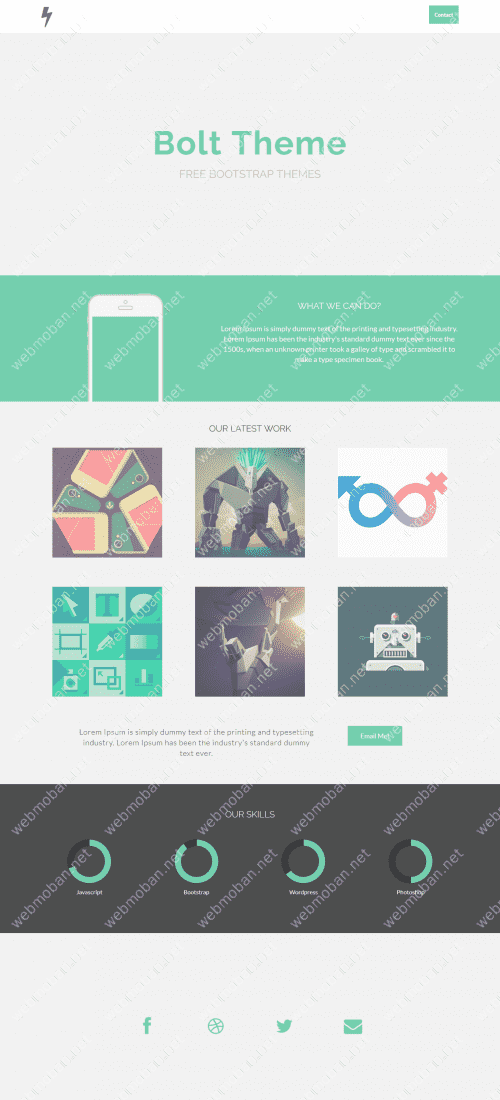 Contact
Bolt Theme
FREE BOOTSTRAP THEMES
WHAT WE CAN DO?
Lorem Ipsum is simply dummy text of the printing and typesetting industry.
Lorem Ipsum has been the industry's standard dummy text ever since the
1500s, when an unknown printer took a galley of type and scrambled it to
make a type specimen book.
OUR LATEST WORK
T
Lorem Ipsum is simply dummy text of the printing and typesetting
industry. Lorem Ipsum has been the industry's standard dummy
text ever.
Email Me!
OUR SKILLS
Javascript
Bootstrap
Wordpress
Photoshop
webmoban.net